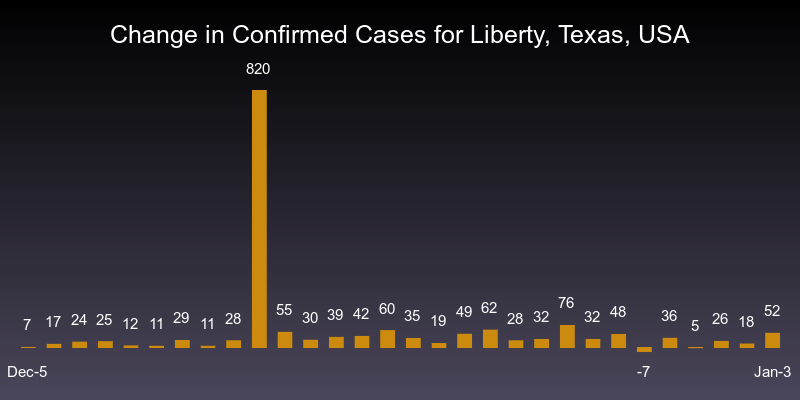 Change in Confirmed Cases for Liberty, Texas, USA
820
7 17 24 25 12 11 29 11 28 55 30 39 42 60 35 19 49 62 28 32 76 32 48 36 5 26 18 52
Dec-5 -7 Jan-3